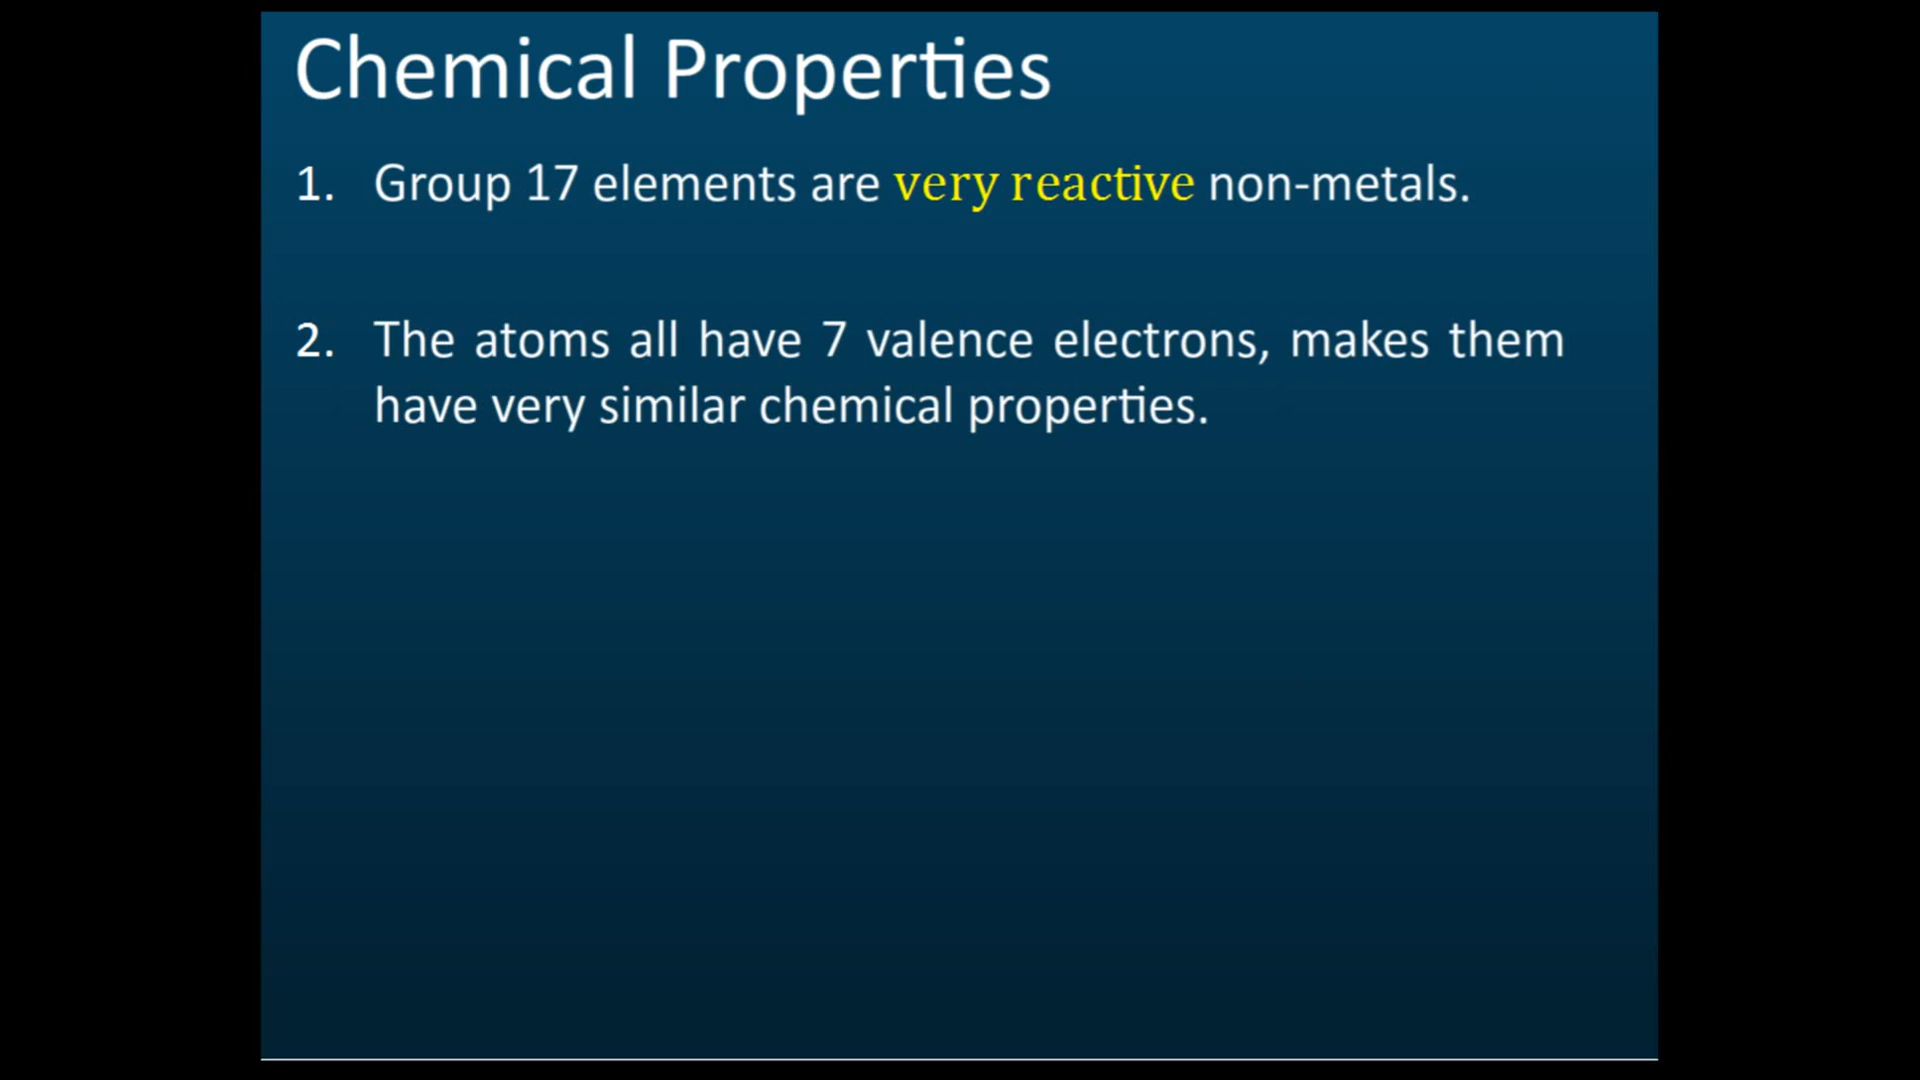 Chemical Properties
1. Group 17 elements are very reactive non-metals.
2. The atoms all have 7 valence electrons, makes them
have very similar chemical properties.